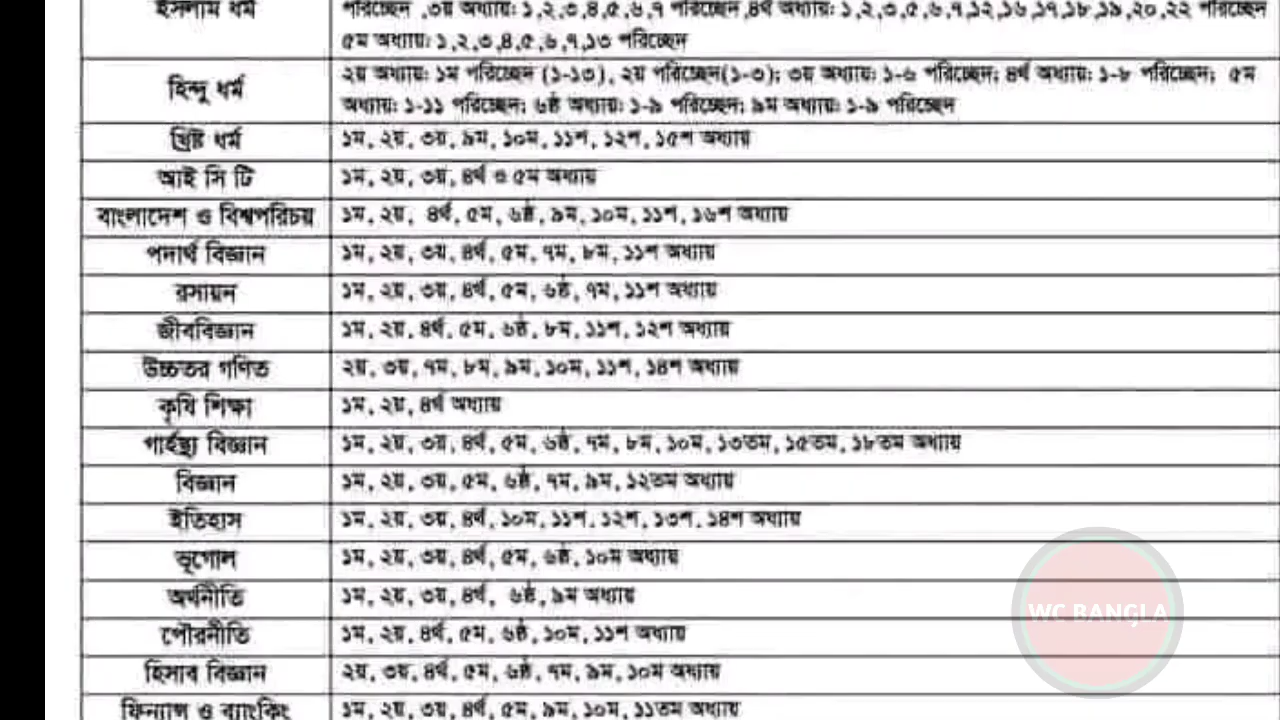 ইসলাম ধর্ম
পরিচ্ছেদ ,৩য় অধ্যায়: ১,২,৩,৪,৫,৬,৭ পরিচ্ছেদ,৪র্থ অধ্যায়: ১,২,৩,৫,৬,৭,১২,১৬,১৭,১৮,১৯,২০,২২ পরিচ্ছেদ
৫ম অধ্যায়: ১,২,৩,৪,৫,৬,৭,১৩ পরিচ্ছেদ
হিন্দু ধর্ম
২য় অধ্যায়: ১ম পরিচ্ছেদ (১-১৩), ২য় পরিচ্ছেদ(১-৩); ৩য় অধ্যায়: ১-৬ পরিচ্ছেদ; ৪র্থ অধ্যায়: ১-৮ পরিচ্ছেদ; ৫ম
অধ্যায়: ১-১১ পরিচ্ছেদ; ৬ষ্ঠ অধ্যায়: ১-৯ পরিচ্ছেদ; ৯ম অধ্যায়: ১-৯ পরিচ্ছেদ
খ্রিষ্ট ধর্ম ১ম, ২য়, ৩য়, ৯ম, ১০ম, ১১শ, ১২শ, ১৫শ অধ্যায়
আই সি টি ১ম, ২য়, ৩য়, ৪র্থ ও ৫ম অধ্যায়
বাংলাদেশ ও বিশ্বপরিচয় ১ম, ২য়, ৪র্থ, ৫ম, ৬ষ্ঠ, ৯ম, ১০ম, ১১শ, ১৬শ অধ্যায়
পদার্থ বিজ্ঞান ১ম, ২য়, ৩য়, ৪র্থ, ৫ম, ৭ম, ৮ম, ১১শ অধ্যায়
রসায়ন ১ম, ২য়, ৩য়, ৪র্থ, ৫ম, ৬ষ্ঠ, ৭ম, ১১শ অধ্যায়
জীববিজ্ঞান ১ম, ২য়, ৪র্থ, ৫ম, ৬ষ্ঠ, ৮ম, ১১শ, ১২শ অধ্যায়
উচ্চতর গণিত ২য়, ৩য়, ৭ম, ৮ম, ৯ম, ১০ম, ১১শ, ১৪শ অধ্যায়
কৃষি শিক্ষা ১ম, ২য়, ৪র্থ অধ্যায়
গার্হস্থ্য বিজ্ঞান ১ম, ২য়, ৩য়, ৪র্থ, ৫ম, ৬ষ্ঠ, ৭ম, ৮ম, ১০ম, ১৩তম, ১৫তম, ১৮তম অধ্যায়
বিজ্ঞান ১ম, ২য়, ৩য়, ৫ম, ৬ষ্ঠ, ৭ম, ৯ম, ১২তম অধ্যায়
ইতিহাস ১ম, ২য়, ৩য়, ৪র্থ, ১০ম, ১১শ, ১২শ, ১৩শ, ১৪শ অধ্যায়
ভূগোল ১ম, ২য়, ৩য়, ৪র্থ, ৫ম, ৬ষ্ঠ, ১০ম অধ্যায়
অর্থনীতি ১ম, ২য়, ৩য়, ৪র্থ, ৬ষ্ঠ, ৯ম অধ্যায়
পৌরনীতি ১ম, ২য়, ৪র্থ, ৫ম, ৬ষ্ঠ, ১০ম, ১১শ অধ্যায়
হিসাব বিজ্ঞান ২য়, ৩য়, ৪র্থ, ৫ম, ৬ষ্ঠ, ৭ম, ৯ম, ১০ম অধ্যায়
ফিন্যান্স ও ব্যাংকিং ১ম, ২য়, ৩য়, ৪র্থ, ৫ম, ৯ম, ১০ম, ১১তম অধ্যায়
WC BANGLA